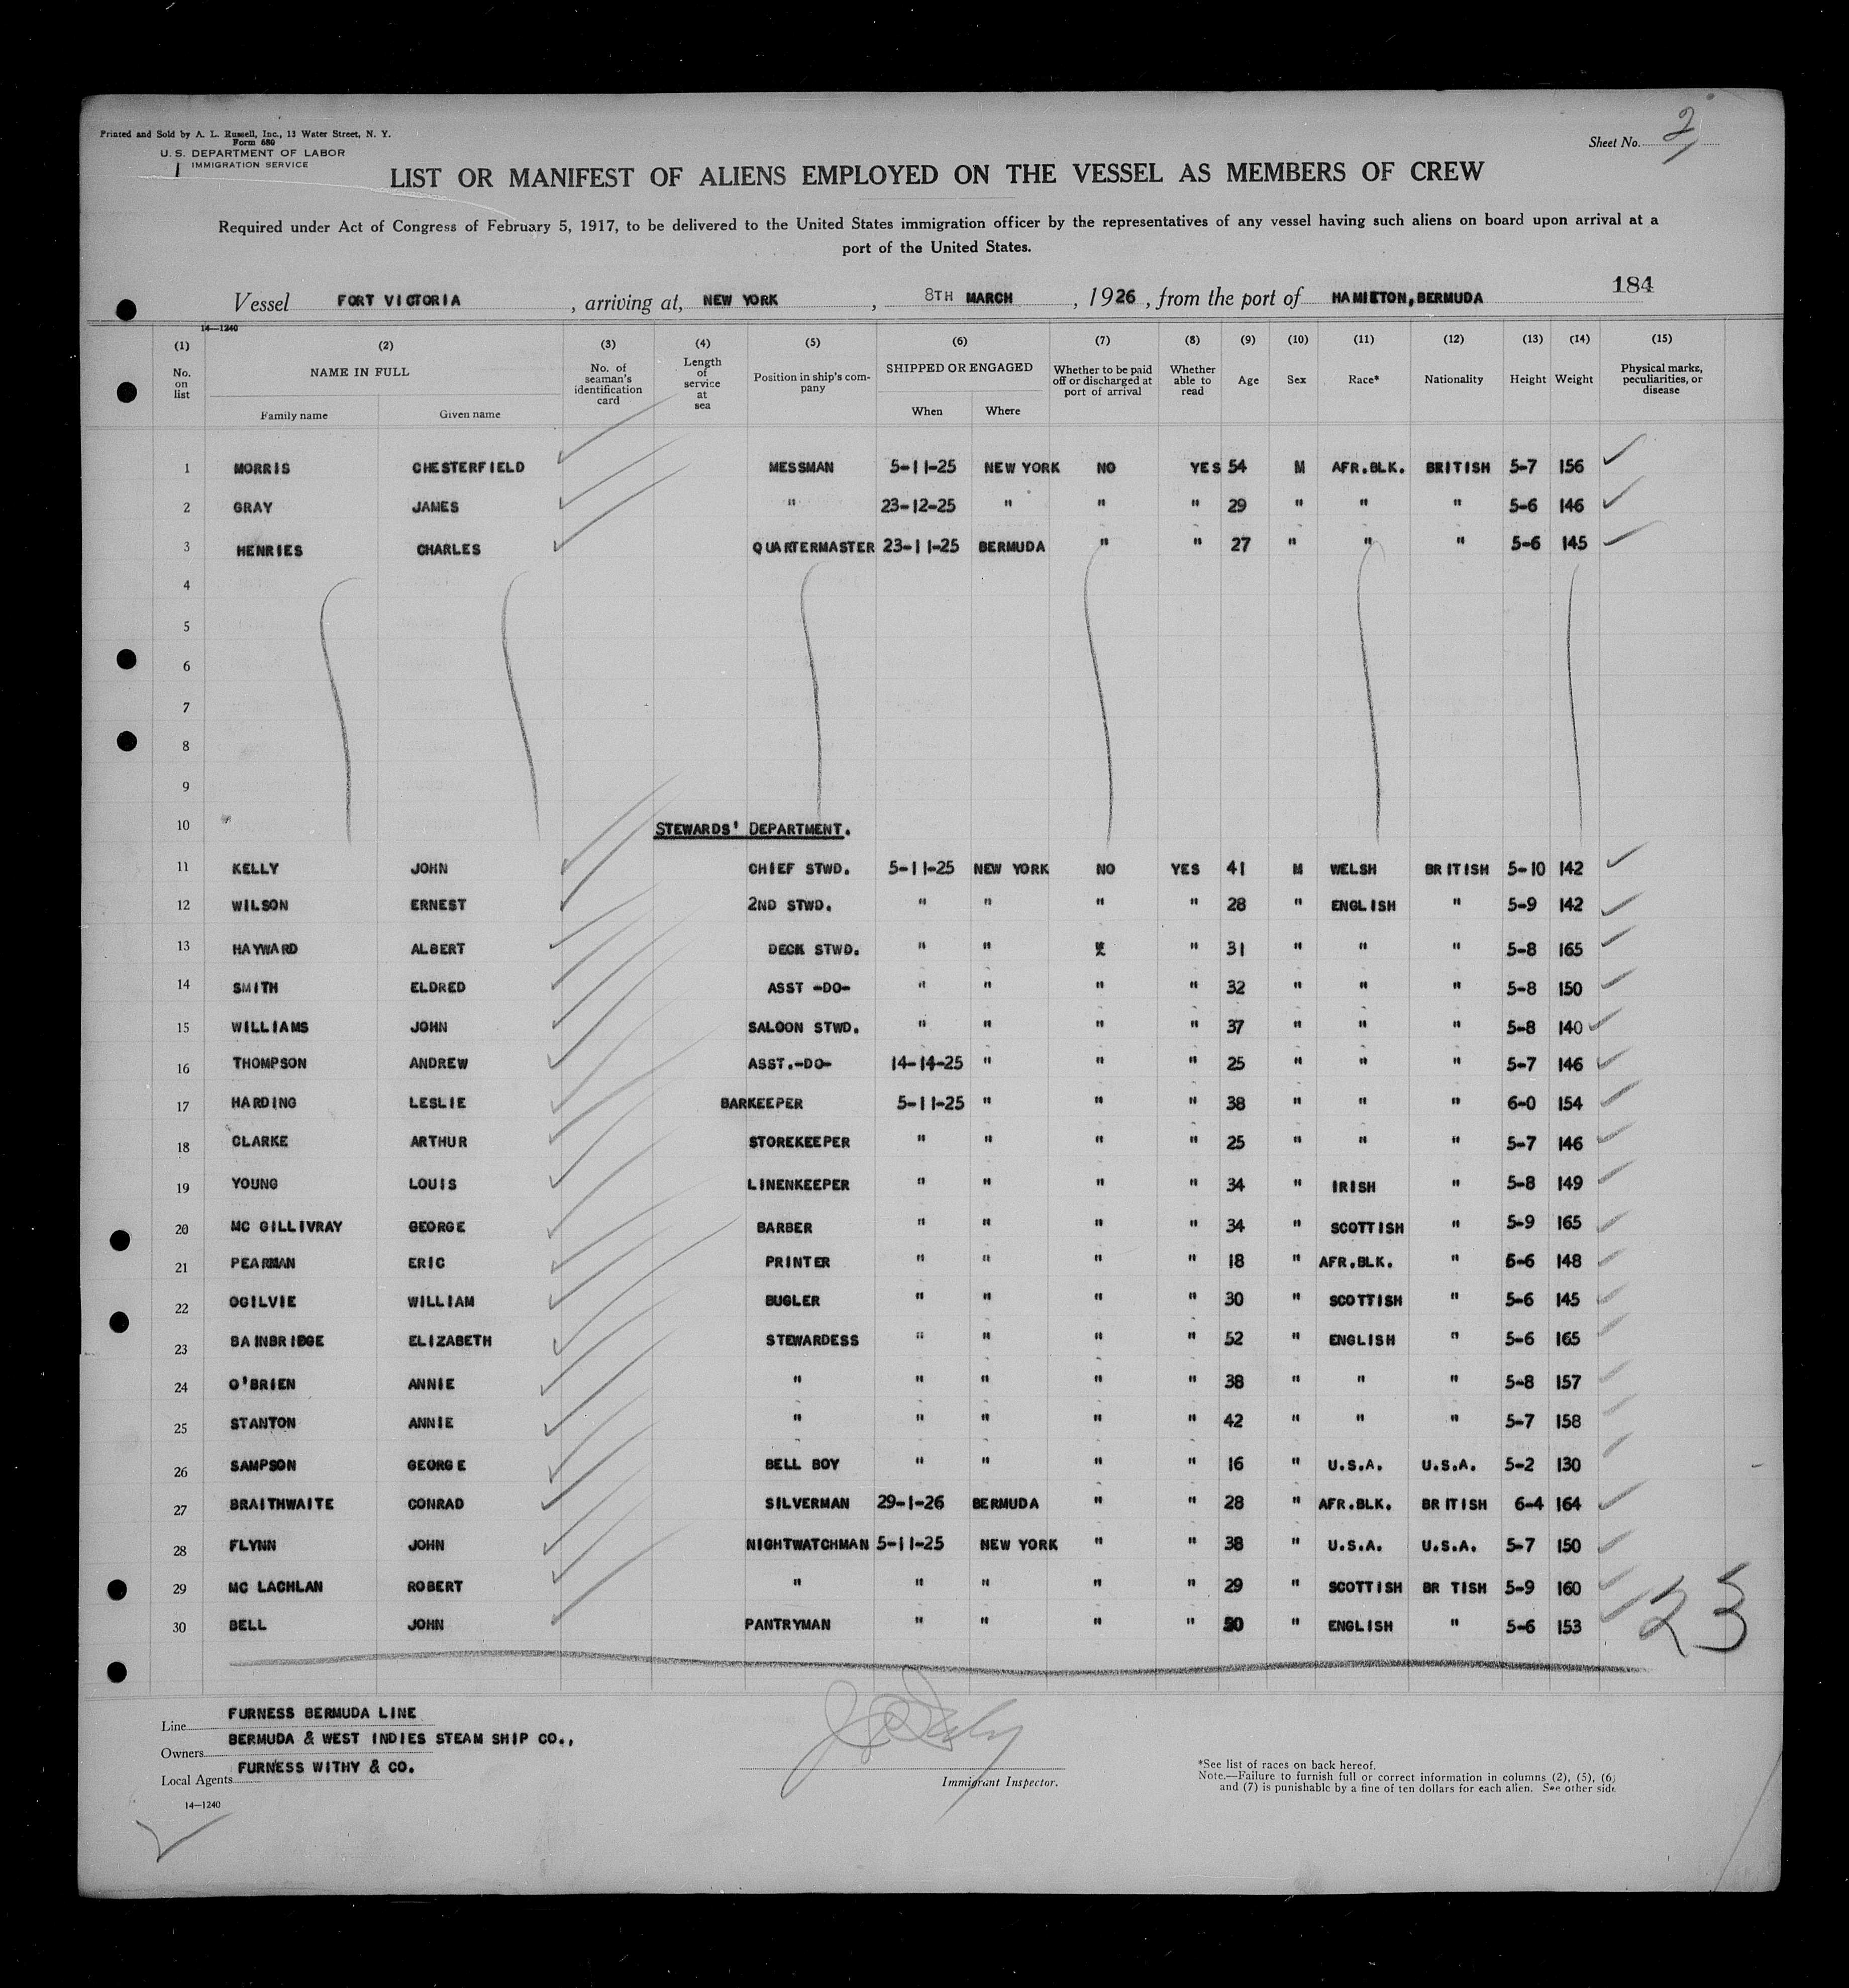 Printed and Sold by A. L. Russell, Inc., 13 Water Street, N. Y.
Form 680
U. S. DEPARTMENT OF LABOR
IMMIGRATION SERVICE
Sheet No. 2
LIST OR MANIFEST OF ALIENS EMPLOYED ON THE VESSEL AS MEMBERS OF CREW
Required under Act of Congress of February 5, 1917, to be delivered to the United States immigration officer by the representatives of any vessel having such aliens on board upon arrival at a
port of the United States.
184
Vessel FORT VICTORIA, arriving at, NEW YORK, 8TH MARCH, 1926, from the port of HAMILTON, BERMUDA
14—1240
(1) (2) (3) (4) (5) (6) (7) (8) (9) (10) (11) (12) (13) (14) (15)
No. on list NAME IN FULL No. of seaman's identification card Length of service at sea Position in ship's company SHIPPED OR ENGAGED Whether to be paid off or discharged at port of arrival Whether able to read Age Sex Race* Nationality Height Weight Physical marks, peculiarities, or disease
Family name Given name When Where
1 MORRIS CHESTERFIELD MESSMAN 5-11-25 NEW YORK NO YES 54 M AFR.BLK. BRITISH 5-7 156
2 GRAY JAMES " 23-12-25 " " " 29 " " " 5-6 146
3 HENRIES CHARLES QUARTERMASTER 23-11-25 BERMUDA " " 27 " " " 5-6 145
4
5
6
7
8
9
10 STEWARDS' DEPARTMENT.
11 KELLY JOHN CHIEF STWD. 5-11-25 NEW YORK NO YES 41 M WELSH BRITISH 5-10 142
12 WILSON ERNEST 2ND STWD. " " " " 28 " ENGLISH " 5-9 142
13 HAYWARD ALBERT DECK STWD. " " " " 31 " " " 5-8 165
14 SMITH ELDRED ASST -DO- " " " " 32 " " " 5-8 150
15 WILLIAMS JOHN SALOON STWD. " " " " 37 " " " 5-8 140
16 THOMPSON ANDREW ASST.-DO- 14-14-25 " " " 25 " " " 5-7 146
17 HARDING LESLIE BARKEEPER 5-11-25 " " " 38 " " " 6-0 154
18 CLARKE ARTHUR STOREKEEPER " " " " 25 " " " 5-7 146
19 YOUNG LOUIS LINENKEEPER " " " " 34 " IRISH " 5-8 149
20 MC GILLIVRAY GEORGE BARBER " " " " 34 " SCOTTISH " 5-9 165
21 PEARMAN ERIC PRINTER " " " " 18 " AFR.BLK. " 6-6 148
22 OGILVIE WILLIAM BUGLER " " " " 30 " SCOTTISH " 5-6 145
23 BAINBRIDGE ELIZABETH STEWARDESS " " " " 52 " ENGLISH " 5-6 165
24 O'BRIEN ANNIE " " " " " 38 " " " 5-8 157
25 STANTON ANNIE " " " " " 42 " " " 5-7 158
26 SAMPSON GEORGE BELL BOY " " " " 16 " U.S.A. U.S.A. 5-2 130
27 BRAITHWAITE CONRAD SILVERMAN 29-1-26 BERMUDA " " 28 " AFR.BLK. BRITISH 6-4 164
28 FLYNN JOHN NIGHTWATCHMAN 5-11-25 NEW YORK " " 38 " U.S.A. U.S.A. 5-7 150
29 MC LACHLAN ROBERT " " " " " 29 " SCOTTISH BR TISH 5-9 160
30 BELL JOHN PANTRYMAN " " " " 50 " ENGLISH " 5-6 153
23
Line FURNESS BERMUDA LINE
Owners BERMUDA & WEST INDIES STEAM SHIP CO.,
Local Agents FURNESS WITHY & CO.
Immigrant Inspector.
*See list of races on back hereof.
Note.—Failure to furnish full or correct information in columns (2), (5), (6)
and (7) is punishable by a fine of ten dollars for each alien. See other side.
14—1240